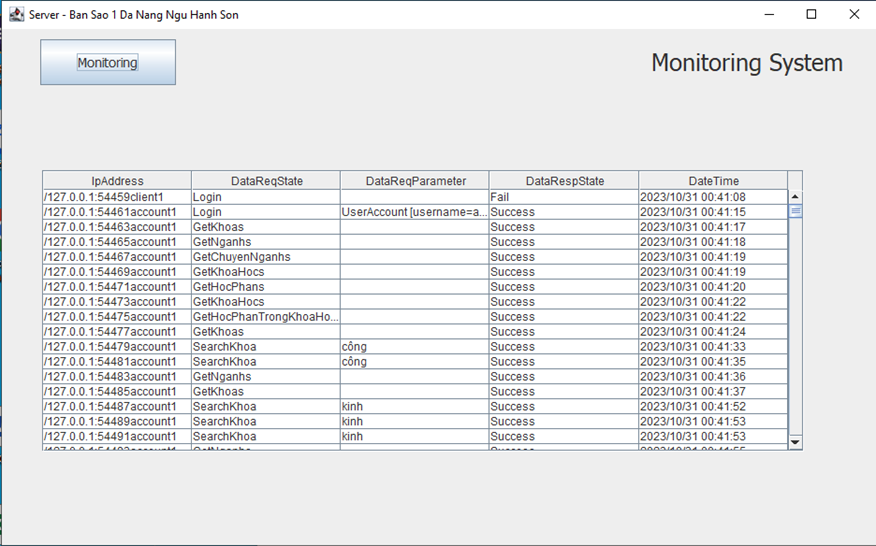 Server - Ban Sao 1 Da Nang Ngu Hanh Son
Monitoring
Monitoring System
IpAddress DataReqState DataReqParameter DataRespState DateTime
/127.0.0.1:54459client1 Login Fail 2023/10/31 00:41:08
/127.0.0.1:54461account1 Login UserAccount [username=a... Success 2023/10/31 00:41:15
/127.0.0.1:54463account1 GetKhoas Success 2023/10/31 00:41:17
/127.0.0.1:54465account1 GetNganhs Success 2023/10/31 00:41:18
/127.0.0.1:54467account1 GetChuyenNganhs Success 2023/10/31 00:41:19
/127.0.0.1:54469account1 GetKhoaHocs Success 2023/10/31 00:41:19
/127.0.0.1:54471account1 GetHocPhans Success 2023/10/31 00:41:20
/127.0.0.1:54473account1 GetKhoaHocs Success 2023/10/31 00:41:22
/127.0.0.1:54475account1 GetHocPhanTrongKhoaHo... Success 2023/10/31 00:41:22
/127.0.0.1:54477account1 GetKhoas Success 2023/10/31 00:41:24
/127.0.0.1:54479account1 SearchKhoa công Success 2023/10/31 00:41:33
/127.0.0.1:54481account1 SearchKhoa công Success 2023/10/31 00:41:35
/127.0.0.1:54483account1 GetNganhs Success 2023/10/31 00:41:36
/127.0.0.1:54485account1 GetKhoas Success 2023/10/31 00:41:37
/127.0.0.1:54487account1 SearchKhoa kinh Success 2023/10/31 00:41:52
/127.0.0.1:54489account1 SearchKhoa kinh Success 2023/10/31 00:41:53
/127.0.0.1:54491account1 SearchKhoa kinh Success 2023/10/31 00:41:53